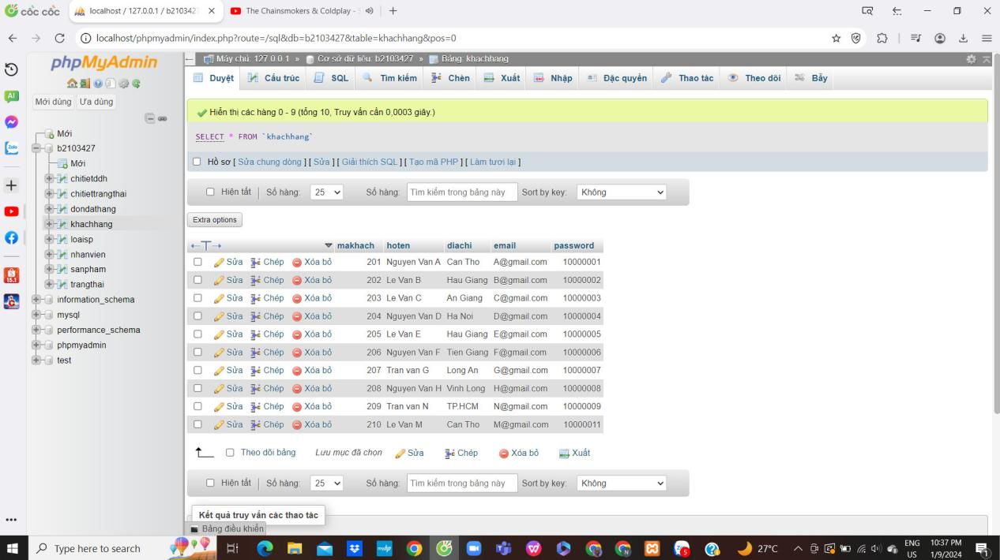 cốc cốc
localhost / 127.0.0.1 / b210342
The Chainsmokers & Coldplay - S
localhost/phpmyadmin/index.php?route=/sql&db=b2103427&table=khachhang&pos=0
phpMyAdmin
Máy chủ: 127.0.0.1 » Cơ sở dữ liệu: b2103427 » Bảng: khachhang
Duyệt Cấu trúc SQL Tìm kiếm Chèn Xuất Nhập Đặc quyền Thao tác Theo dõi Bẫy
Mới dùng Ưa dùng
Mới
b2103427
Mới
chitietddh
chitiettrangthai
dondathang
khachhang
loaisp
nhanvien
sanpham
trangthai
information_schema
mysql
performance_schema
phpmyadmin
test
Hiển thị các hàng 0 - 9 (tổng 10, Truy vấn cần 0,0003 giây.)
SELECT * FROM `khachhang`
Hồ sơ [ Sửa chung dòng ] [ Sửa ] [ Giải thích SQL ] [ Tạo mã PHP ] [ Làm tươi lại ]
Hiện tất Số hàng: 25 Số hàng: Tìm kiếm trong bảng này Sort by key: Không
Extra options
makhach hoten diachi email password
Sửa Chép Xóa bỏ 201 Nguyen Van A Can Tho A@gmail.com 10000001
Sửa Chép Xóa bỏ 202 Le Van B Hau Giang B@gmail.com 10000002
Sửa Chép Xóa bỏ 203 Le Van C An Giang C@gmail.com 10000003
Sửa Chép Xóa bỏ 204 Nguyen Van D Ha Noi D@gmail.com 10000004
Sửa Chép Xóa bỏ 205 Le Van E Hau Giang E@gmail.com 10000005
Sửa Chép Xóa bỏ 206 Nguyen Van F Tien Giang F@gmail.com 10000006
Sửa Chép Xóa bỏ 207 Tran van G Long An G@gmail.com 10000007
Sửa Chép Xóa bỏ 208 Nguyen Van H Vinh Long H@gmail.com 10000008
Sửa Chép Xóa bỏ 209 Tran van N TP.HCM N@gmail.com 10000009
Sửa Chép Xóa bỏ 210 Le Van M Can Tho M@gmail.com 10000011
Theo dõi bảng Lưu mục đã chọn Sửa Chép Xóa bỏ Xuất
Hiện tất Số hàng: 25 Số hàng: Tìm kiếm trong bảng này Sort by key: Không
Kết quả truy vấn các thao tác
Bảng điều khiển
Type here to search
27°C
ENG
US
10:37 PM
1/9/2024